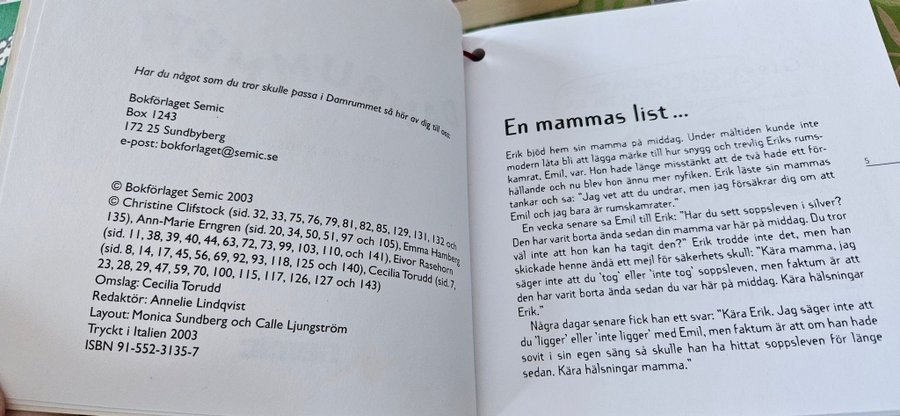 Har du något som du tror skulle passa i Damrummet så hör av dig till oss:
Bokförlaget Semic
Box 1243
172 25 Sundbyberg
e-post: bokforlaget@semic.se
© Bokförlaget Semic 2003
© Christine Clifstock (sid. 32, 33, 75, 76, 79, 81, 82, 85, 129, 131, 132 och
135), Ann-Marie Erngren (sid. 20, 34, 50, 51, 97 och 105), Emma Hamberg
(sid. 11, 38, 39, 40, 44, 63, 72, 73, 99, 103, 110, och 141), Eivor Rasehorn
(sid. 8, 14, 17, 45, 56, 69, 92, 93, 118, 125 och 140), Cecilia Torudd (sid. 7,
23, 28, 29, 47, 59, 70, 100, 115, 117, 126, 127 och 143)
Omslag: Cecilia Torudd
Redaktör: Annelie Lindqvist
Layout: Monica Sundberg och Calle Ljungström
Tryckt i Italien 2003
ISBN 91-552-3135-7
En mammas list ...
Erik bjöd hem sin mamma på middag. Under måltiden kunde inte
modern låta bli att lägga märke till hur snygg och trevlig Eriks rums-
kamrat, Emil, var. Hon hade länge misstänkt att de två hade ett för-
hållande och nu blev hon ännu mer nyfiken. Erik läste sin mammas
tankar och sa: "Jag vet att du undrar, men jag försäkrar dig om att
Emil och jag bara är rumskamrater."
En vecka senare sa Emil till Erik: "Har du sett soppsleven i silver?
Den har varit borta ända sedan din mamma var här på middag. Du tror
väl inte att hon kan ha tagit den?" Erik trodde inte det, men han
skickade henne ändå ett mejl för säkerhets skull: "Kära mamma, jag
säger inte att du 'tog' eller 'inte tog' soppsleven, men faktum är att
den har varit borta ända sedan du var här på middag. Kära hälsningar
Erik."
Några dagar senare fick han ett svar: "Kära Erik. Jag säger inte att
du 'ligger' eller 'inte ligger' med Emil, men faktum är att om han hade
sovit i sin egen säng så skulle han ha hittat soppsleven för länge
sedan. Kära hälsningar mamma."
5